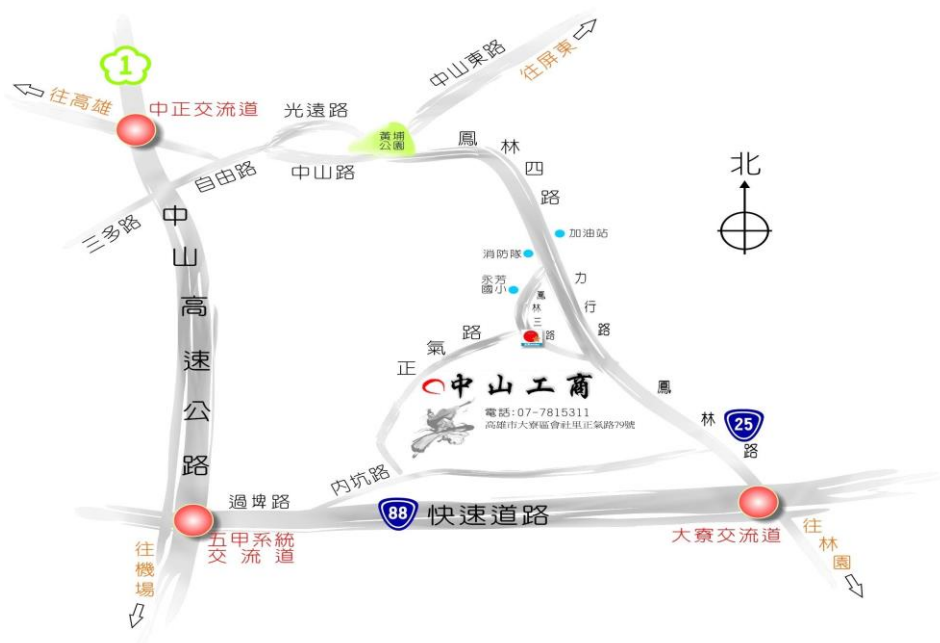 1
中山東路
往屏東
往高雄
中正交流道
光遠路
黃埔
公園
鳳林四路
自由路
中山路
北
三多路
加油站
消防隊
永芳
國小
中山高速公路
力行路
鳳林三路
正氣路
中山工商
電話:07-7815311
高雄市大寮區會社里正氣路79號
鳳林路
25
內坑路
過埤路
88
快速道路
五甲系統
交流道
大寮交流道
往機場
往林園